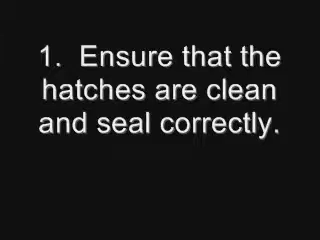 1.  Ensure that the
hatches are clean
and seal correctly.